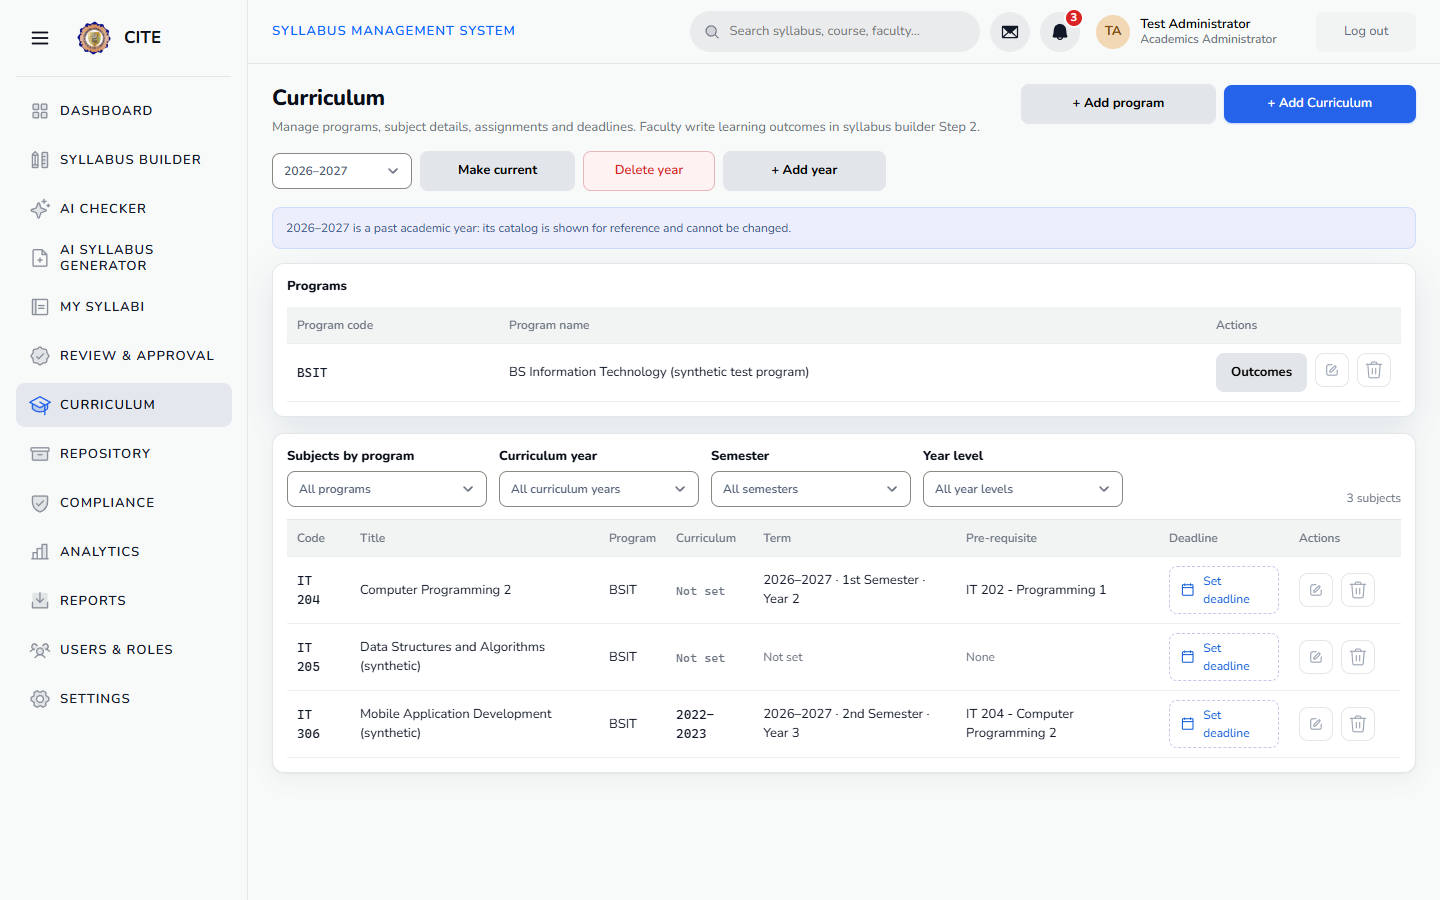 CITE
SYLLABUS MANAGEMENT SYSTEM
Search syllabus, course, faculty...
3
TA
Test Administrator
Academics Administrator
Log out
DASHBOARD
SYLLABUS BUILDER
AI CHECKER
AI SYLLABUS
GENERATOR
MY SYLLABI
REVIEW & APPROVAL
CURRICULUM
REPOSITORY
COMPLIANCE
ANALYTICS
REPORTS
USERS & ROLES
SETTINGS
Curriculum
Manage programs, subject details, assignments and deadlines. Faculty write learning outcomes in syllabus builder Step 2.
+ Add program
+ Add Curriculum
2026–2027
Make current
Delete year
+ Add year
2026–2027 is a past academic year: its catalog is shown for reference and cannot be changed.
Programs
Program code Program name Actions
BSIT BS Information Technology (synthetic test program) Outcomes
Subjects by program Curriculum year Semester Year level
All programs All curriculum years All semesters All year levels
3 subjects
Code Title Program Curriculum Term Pre-requisite Deadline Actions
IT 204 Computer Programming 2 BSIT Not set 2026–2027 · 1st Semester · Year 2 IT 202 - Programming 1 Set deadline
IT 205 Data Structures and Algorithms (synthetic) BSIT Not set Not set None Set deadline
IT 306 Mobile Application Development (synthetic) BSIT 2022–2023 2026–2027 · 2nd Semester · Year 3 IT 204 - Computer Programming 2 Set deadline